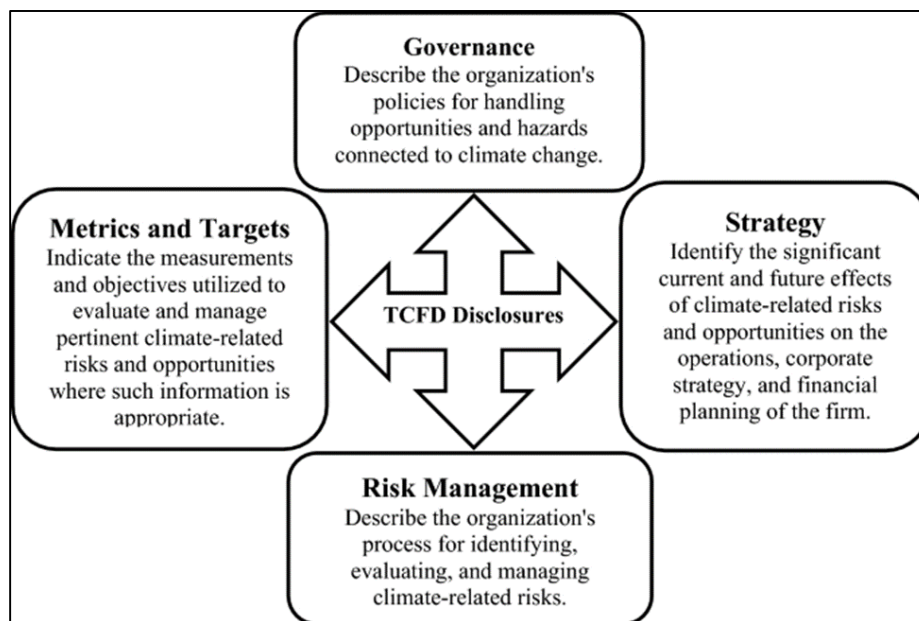 Governance
Describe the organization's
policies for handling
opportunities and hazards
connected to climate change.
Metrics and Targets
Indicate the measurements
and objectives utilized to
evaluate and manage
pertinent climate-related
risks and opportunities
where such information is
appropriate.
TCFD Disclosures
Strategy
Identify the significant
current and future effects
of climate-related risks
and opportunities on the
operations, corporate
strategy, and financial
planning of the firm.
Risk Management
Describe the organization's
process for identifying,
evaluating, and managing
climate-related risks.